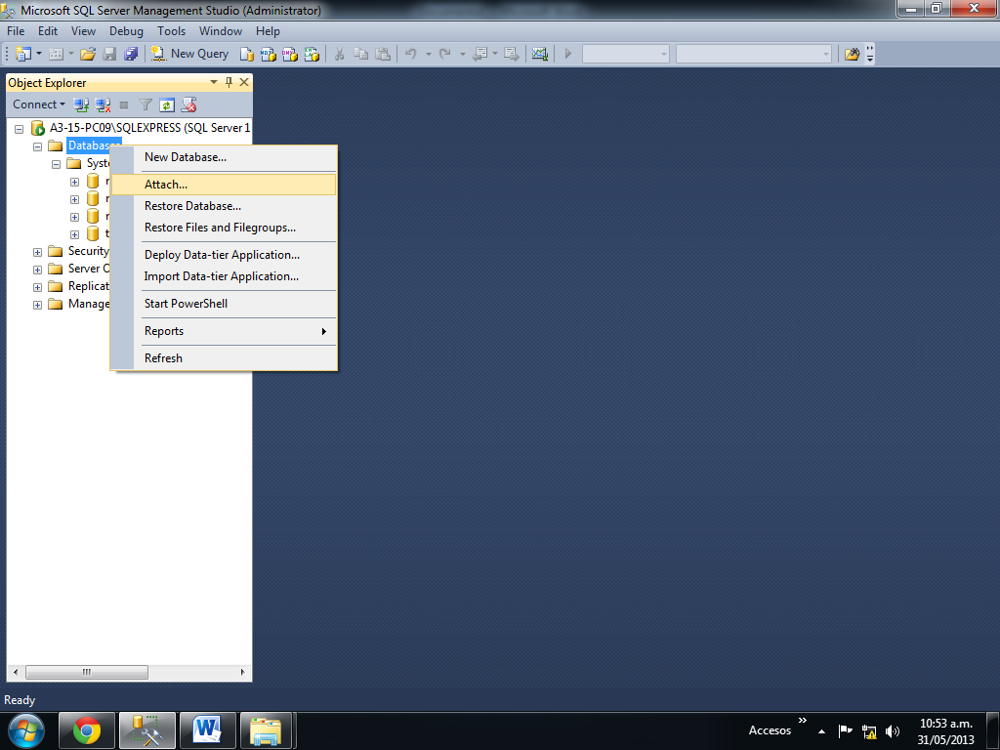 Microsoft SQL Server Management Studio (Administrator)
File Edit View Debug Tools Window Help
New Query
Object Explorer
Connect
A3-15-PC09\SQLEXPRESS (SQL Server 1
Databases
Syste
New Database...
Attach...
Restore Database...
Restore Files and Filegroups...
Deploy Data-tier Application...
Import Data-tier Application...
Start PowerShell
Reports
Refresh
Security
Server O
Replicat
Manage
Ready
Accesos
10:53 a.m.
31/05/2013